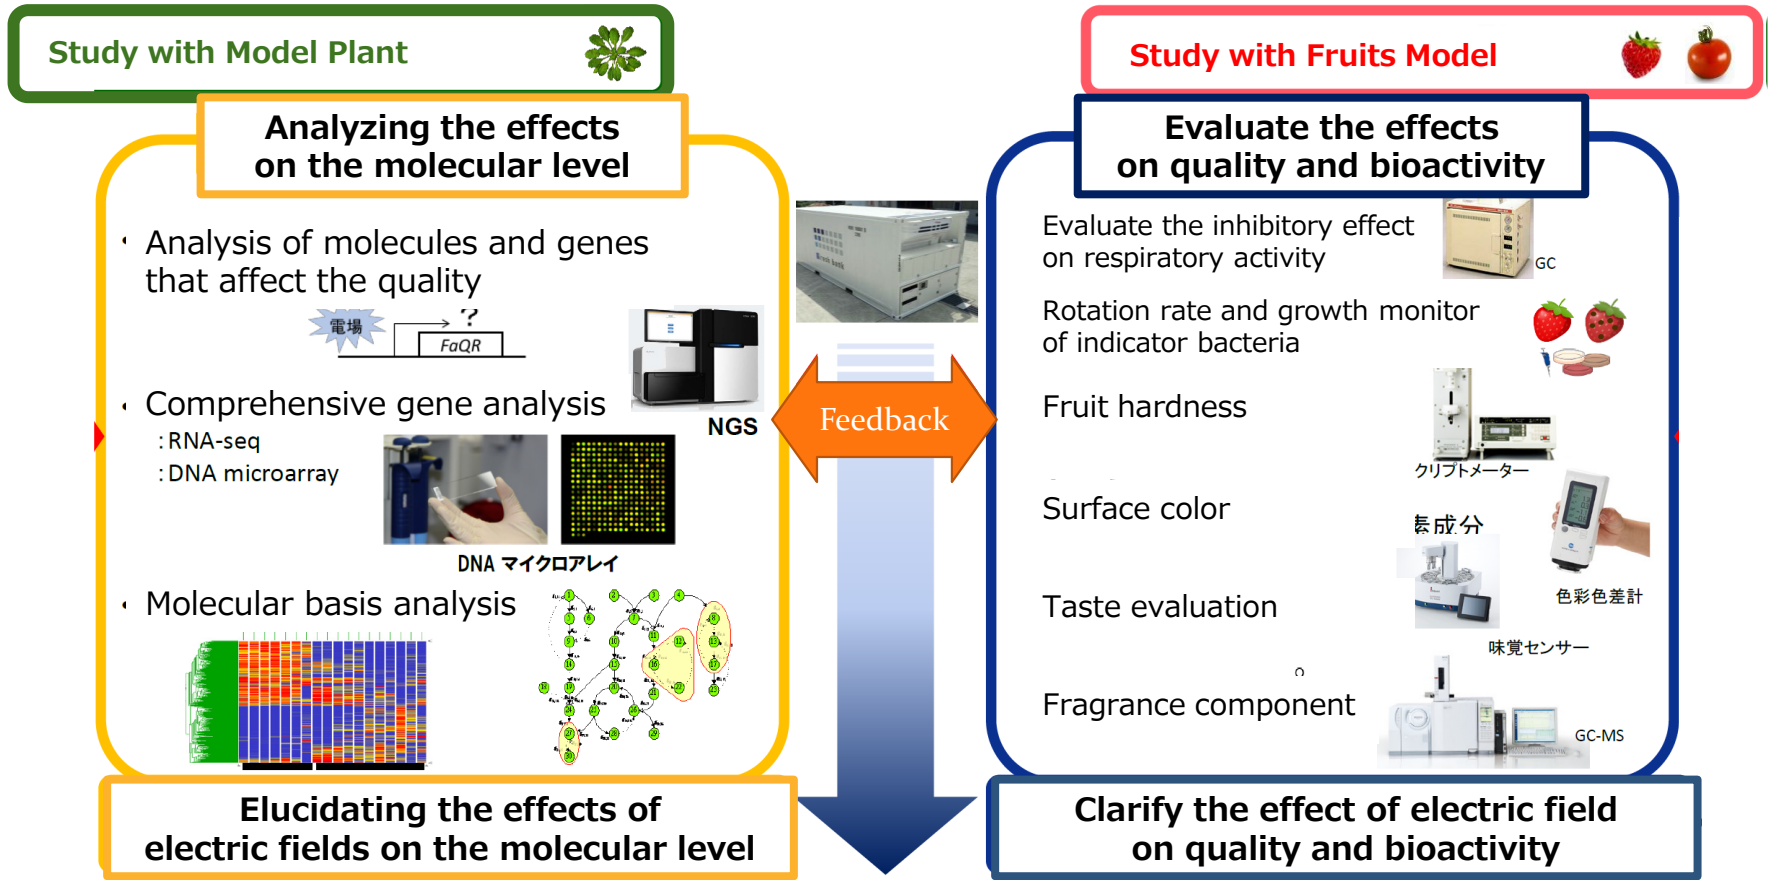 Study with Model Plant
Analyzing the effects
on the molecular level
・Analysis of molecules and genes
that affect the quality
電場
?
FaQR
NGS
・Comprehensive gene analysis
:RNA-seq
:DNA microarray
DNA マイクロアレイ
・Molecular basis analysis
Elucidating the effects of
electric fields on the molecular level
Feedback
Study with Fruits Model
Evaluate the effects
on quality and bioactivity
Evaluate the inhibitory effect
on respiratory activity
GC
Rotation rate and growth monitor
of indicator bacteria
Fruit hardness
クリプトメーター
Surface color
素成分
色彩色差計
Taste evaluation
味覚センサー
Fragrance component
GC-MS
Clarify the effect of electric field
on quality and bioactivity